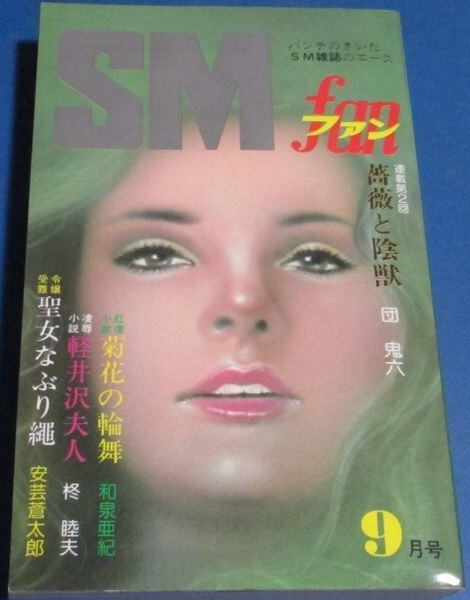 SM
パンチのきいた
SM雑誌のエース
fan
ファン
連載第2回
薔薇と陰獣
団 鬼六
肛虐小説
菊花の輪舞
和泉亜紀
凌辱小説
軽井沢夫人
柊 睦夫
令嬢受難
聖女なぶり縄
安芸蒼太郎
9月号